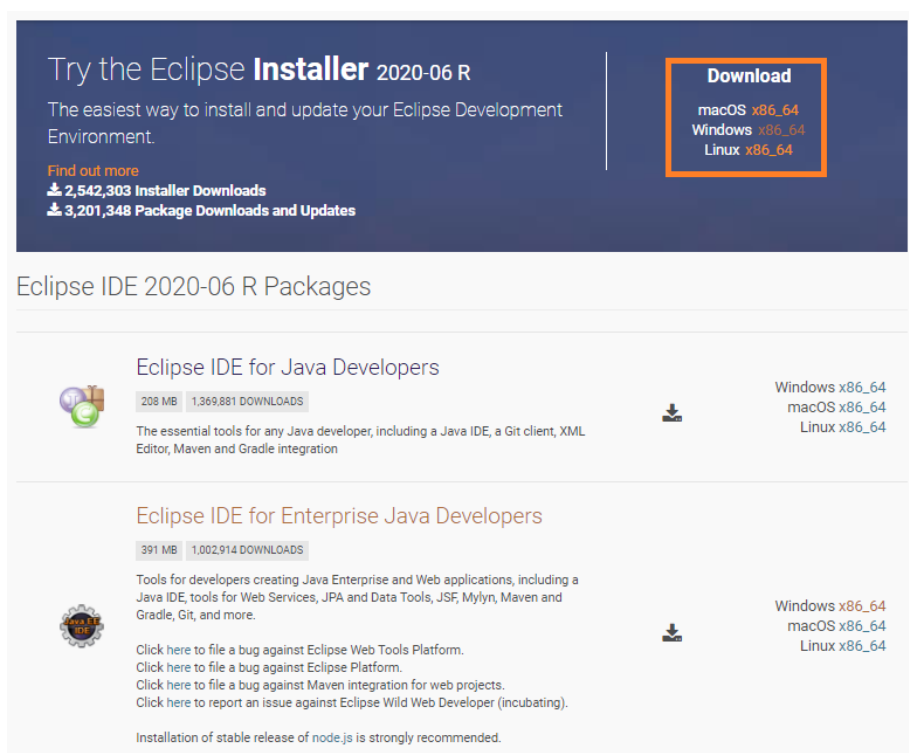 Try the Eclipse Installer 2020-06 R
The easiest way to install and update your Eclipse Development
Environment.
Find out more
2,542,303 Installer Downloads
3,201,348 Package Downloads and Updates
Download
macOS x86_64
Windows x86_64
Linux x86_64
Eclipse IDE 2020-06 R Packages
Eclipse IDE for Java Developers
208 MB 1,369,881 DOWNLOADS
The essential tools for any Java developer, including a Java IDE, a Git client, XML
Editor, Maven and Gradle integration
Windows x86_64
macOS x86_64
Linux x86_64
Eclipse IDE for Enterprise Java Developers
391 MB 1,002,914 DOWNLOADS
Tools for developers creating Java Enterprise and Web applications, including a
Java IDE, tools for Web Services, JPA and Data Tools, JSF, Mylyn, Maven and
Gradle, Git, and more.
Click here to file a bug against Eclipse Web Tools Platform.
Click here to file a bug against Eclipse Platform.
Click here to file a bug against Maven integration for web projects.
Click here to report an issue against Eclipse Wild Web Developer (incubating).
Installation of stable release of node.js is strongly recommended.
Java EE
IDE
Windows x86_64
macOS x86_64
Linux x86_64